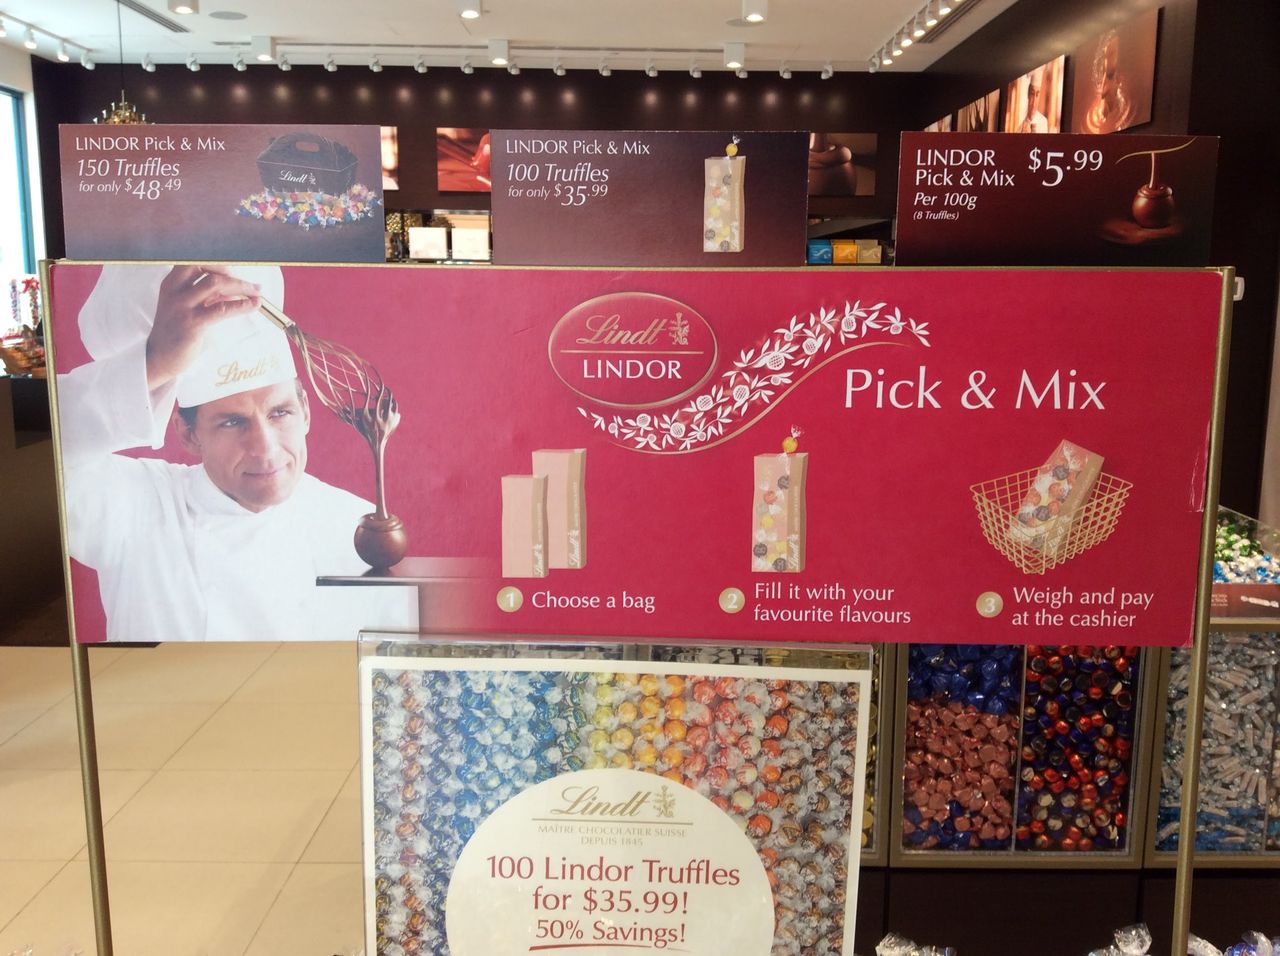 LINDOR Pick & Mix
150 Truffles
for only $48.49
Lindt
LINDOR Pick & Mix
100 Truffles
for only $35.99
LINDOR $5.99
Pick & Mix
Per 100g
(8 Truffles)
Lindt
Lindt
LINDOR
Pick & Mix
1 Choose a bag
2 Fill it with your
favourite flavours
3 Weigh and pay
at the cashier
Lindt
MAÎTRE CHOCOLATIER SUISSE
DEPUIS 1845
100 Lindor Truffles
for $35.99!
50% Savings!